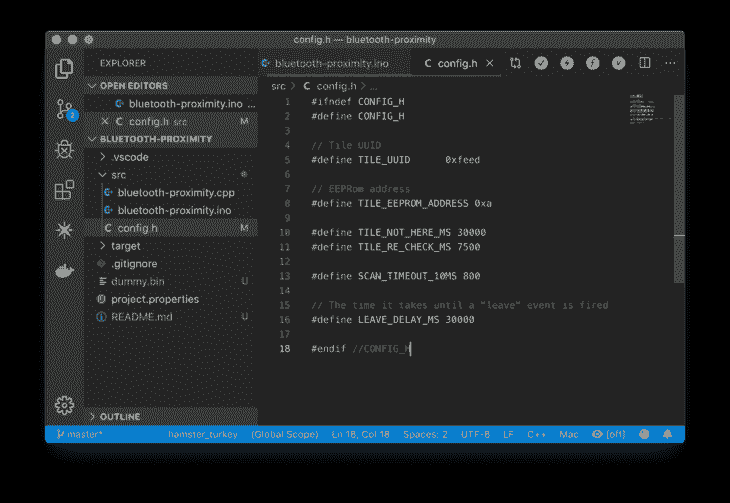 config.h — bluetooth-proximity
EXPLORER
OPEN EDITORS
bluetooth-proximity.ino ...
config.h src M
BLUETOOTH-PROXIMITY
.vscode
src
bluetooth-proximity.cpp
bluetooth-proximity.ino
C config.h M
target
.gitignore
dummy.bin U
project.properties
README.md U
OUTLINE
2
bluetooth-proximity.ino
C config.h
src > C config.h > ...
1 #ifndef CONFIG_H
2 #define CONFIG_H
3
4 // Tile UUID
5 #define TILE_UUID 0xfeed
6
7 // EEPRom address
8 #define TILE_EEPROM_ADDRESS 0xa
9
10 #define TILE_NOT_HERE_MS 30000
11 #define TILE_RE_CHECK_MS 7500
12
13 #define SCAN_TIMEOUT_10MS 800
14
15 // The time it takes until a "leave" event is fired
16 #define LEAVE_DELAY_MS 30000
17
18 #endif //CONFIG_H
master* hamster_turkey (Global Scope) Ln 18, Col 18 Spaces: 2 UTF-8 LF C++ Mac [off]